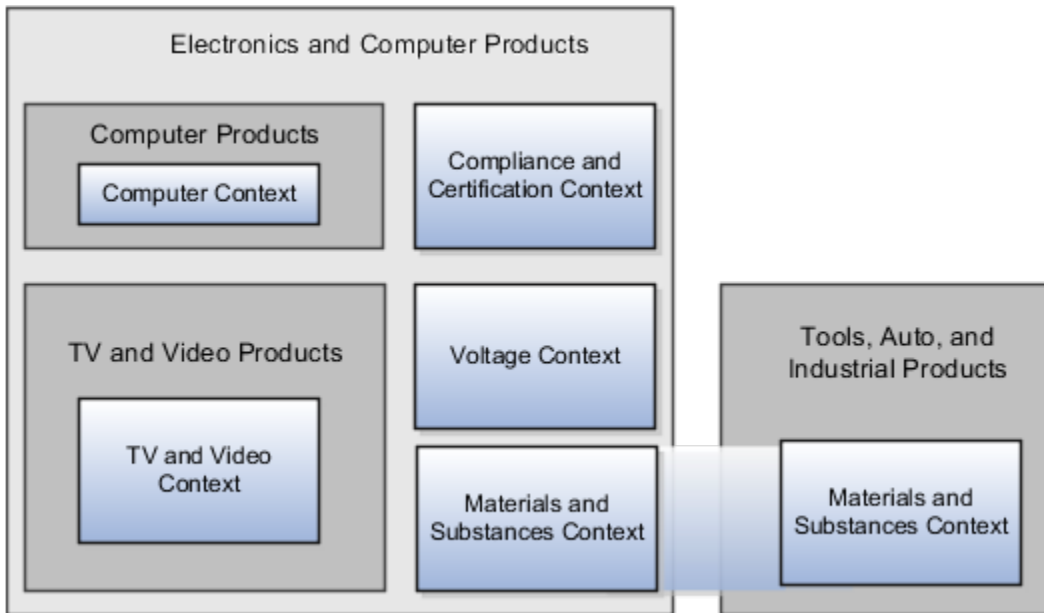 Electronics and Computer Products
Computer Products
Computer Context
Compliance and
Certification Context
TV and Video Products
TV and Video
Context
Voltage Context
Materials and
Substances Context
Tools, Auto, and
Industrial Products
Materials and
Substances Context